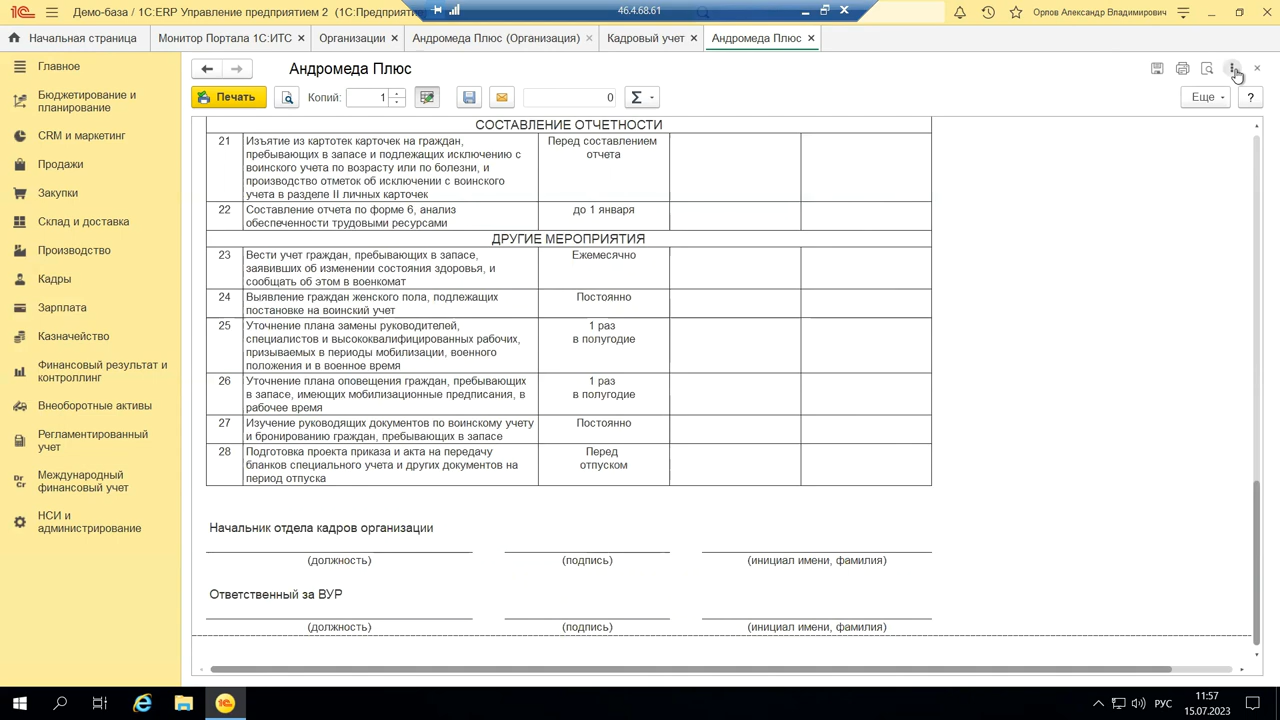 Демо-база / 1С:ERP Управление предприятием 2 (1С:Предприятие
46.4.68.61
Орлов Александр Владимирович
Начальная страница
Монитор Портала 1С:ИТС
Организации
Андромеда Плюс (Организация)
Кадровый учет
Андромеда Плюс
Главное
Бюджетирование и
планирование
CRM и маркетинг
Продажи
Закупки
Склад и доставка
Производство
Кадры
Зарплата
Казначейство
Финансовый результат и
контроллинг
Внеоборотные активы
Регламентированный
учет
Dr
Cr
Международный
финансовый учет
НСИ и
администрирование
Андромеда Плюс
Печать
Копий:
1
0
Σ
Еще
?
СОСТАВЛЕНИЕ ОТЧЕТНОСТИ
21
Изъятие из картотек карточек на граждан,
пребывающих в запасе и подлежащих исключению с
воинского учета по возрасту или по болезни, и
производство отметок об исключении с воинского
учета в разделе II личных карточек
Перед составлением
отчета
22
Составление отчета по форме 6, анализ
обеспеченности трудовыми ресурсами
до 1 января
ДРУГИЕ МЕРОПРИЯТИЯ
23
Вести учет граждан, пребывающих в запасе,
заявивших об изменении состояния здоровья, и
сообщать об этом в военкомат
Ежемесячно
24
Выявление граждан женского пола, подлежащих
постановке на воинский учет
Постоянно
25
Уточнение плана замены руководителей,
специалистов и высококвалифицированных рабочих,
призываемых в периоды мобилизации, военного
положения и в военное время
1 раз
в полугодие
26
Уточнение плана оповещения граждан, пребывающих
в запасе, имеющих мобилизационные предписания, в
рабочее время
1 раз
в полугодие
27
Изучение руководящих документов по воинскому учету
и бронированию граждан, пребывающих в запасе
Постоянно
28
Подготовка проекта приказа и акта на передачу
бланков специального учета и других документов на
период отпуска
Перед
отпуском
Начальник отдела кадров организации
(должность)
(подпись)
(инициал имени, фамилия)
Ответственный за ВУР
(должность)
(подпись)
(инициал имени, фамилия)
РУС
11:57
15.07.2023